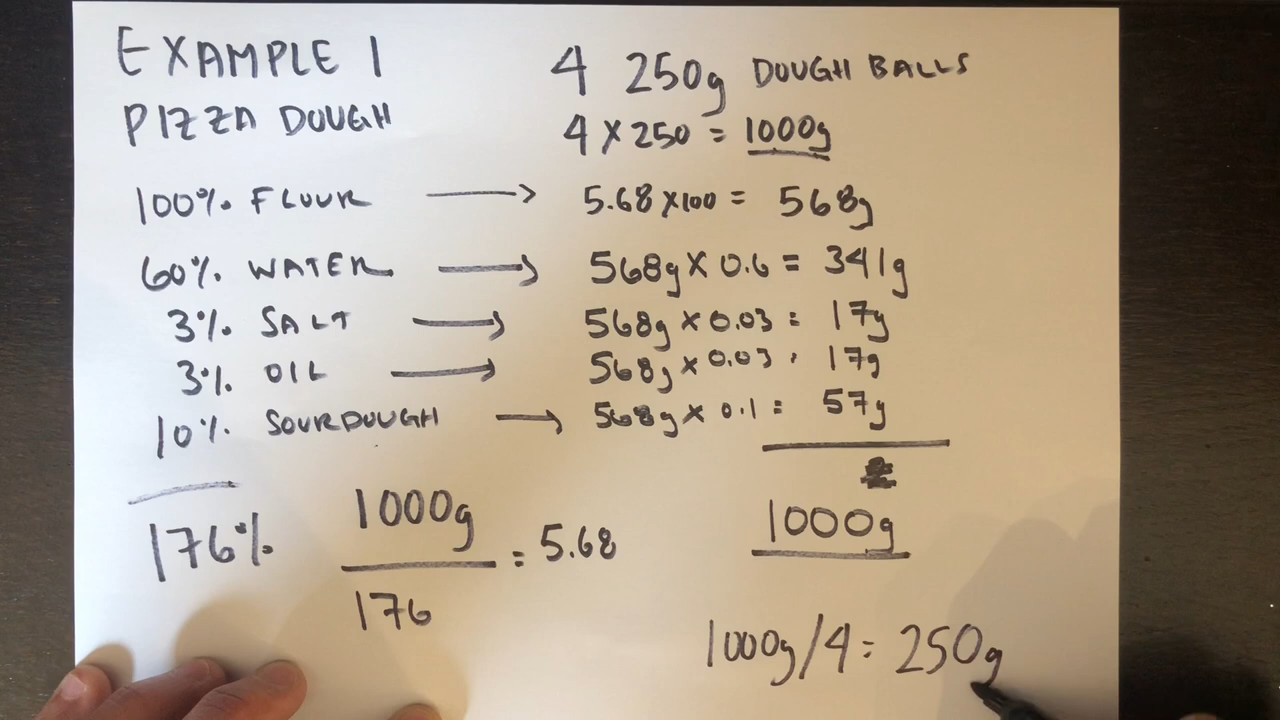 EXAMPLE 1
PIZZA DOUGH
4 250g DOUGH BALLS
4 x 250 = 1000g
100% FLOUR → 5.68 x 100 = 568g
60% WATER → 568g x 0.6 = 341g
3% SALT → 568g x 0.03 = 17g
3% OIL → 568g x 0.03 = 17g
10% SOURDOUGH → 568g x 0.1 = 57g
176%
1000g
176
= 5.68
1000g
1000g/4 = 250g